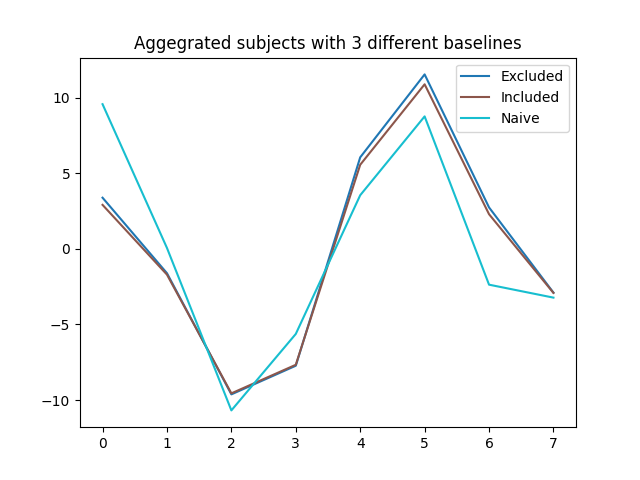 Aggegrated subjects with 3 different baselines
Excluded
Included
Naive
10
5
0
−5
−10
0 1 2 3 4 5 6 7